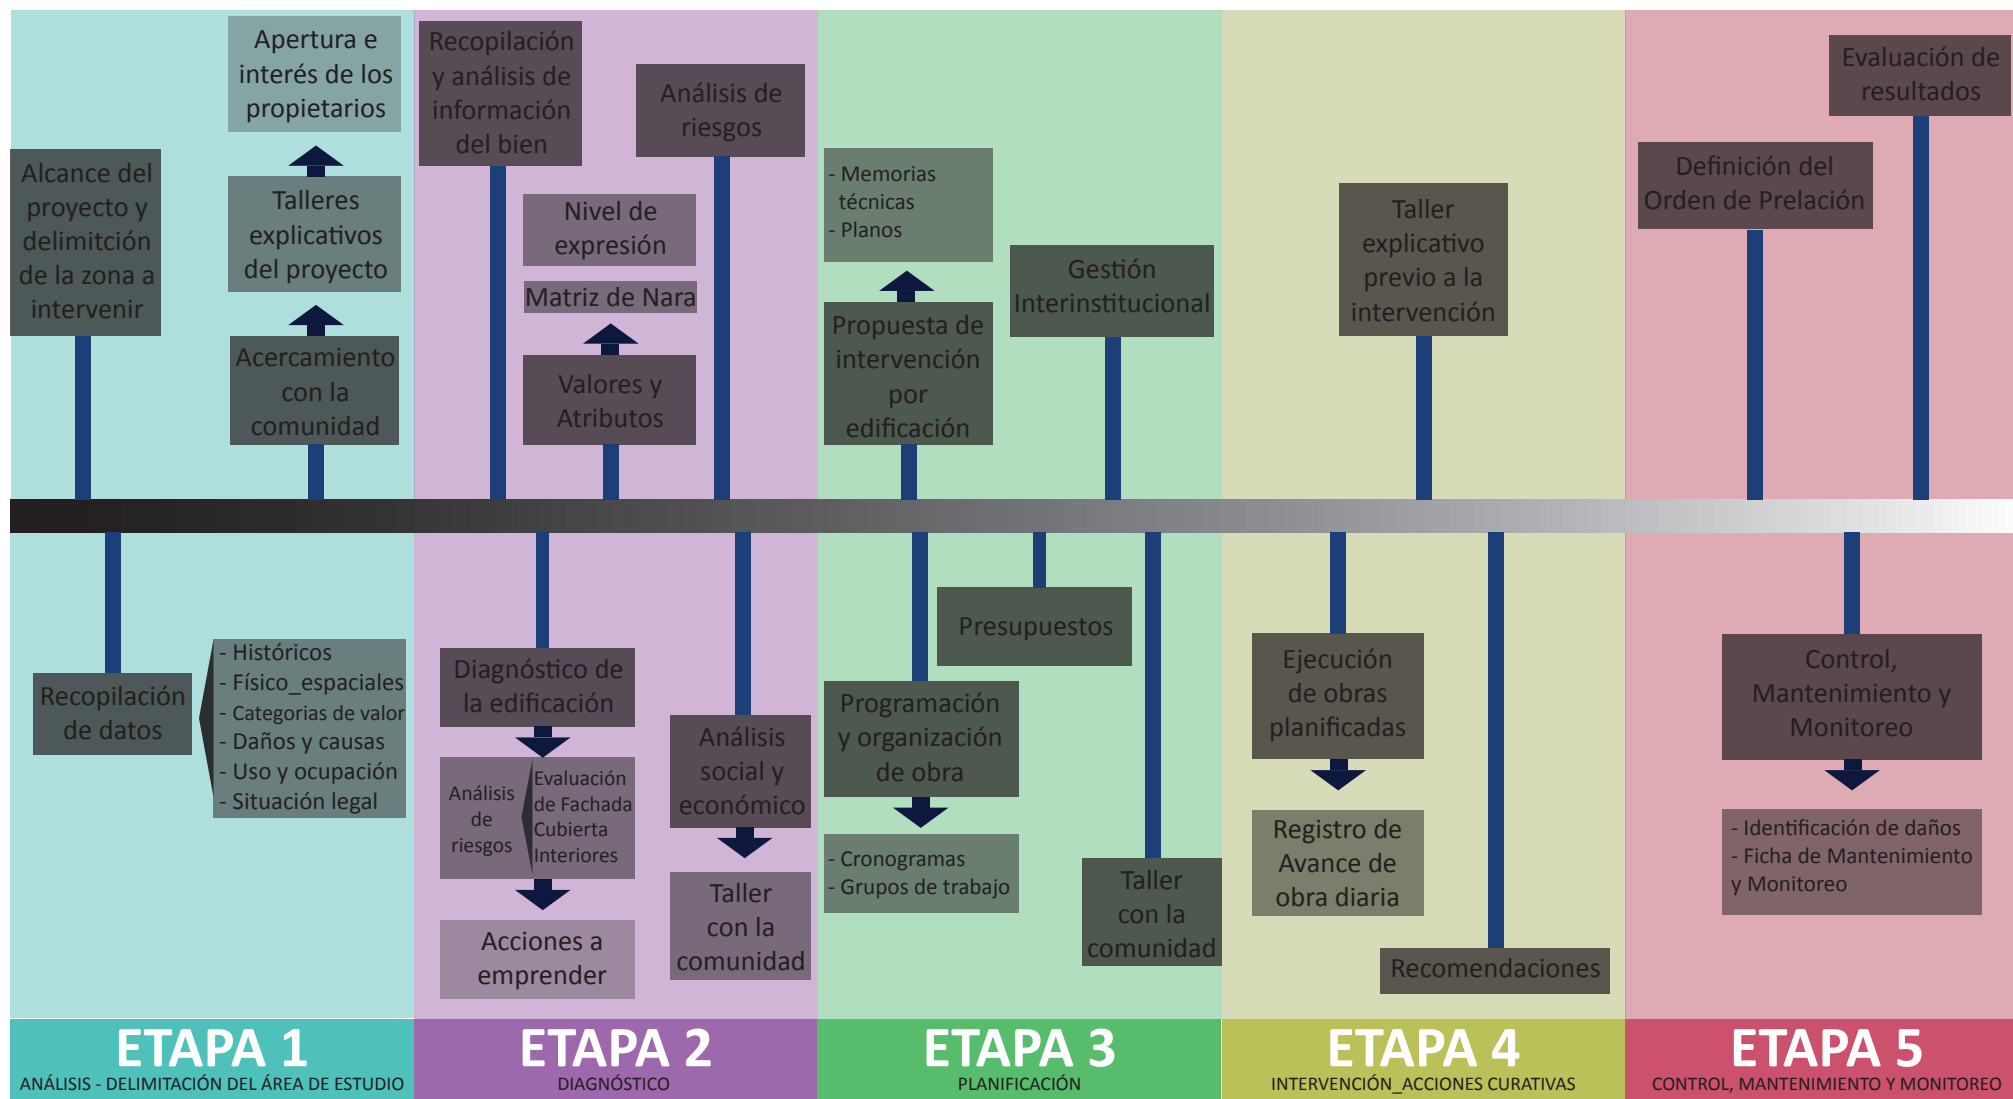 Apertura e
interés de los
propietarios
Alcance del
proyecto y
delimitción
de la zona a
intervenir
Talleres
explicativos
del proyecto
Acercamiento
con la
comunidad
Recopilación
de datos
- Históricos
- Físico_espaciales
- Categorias de valor
- Daños y causas
- Uso y ocupación
- Situación legal
ETAPA 1
ANÁLISIS - DELIMITACIÓN DEL ÁREA DE ESTUDIO
Recopilación
y análisis de
información
del bien
Análisis de
riesgos
Nivel de
expresión
Matriz de Nara
Valores y
Atributos
Diagnóstico de
la edificación
Análisis
de
riesgos
Evaluación
de Fachada
Cubierta
Interiores
Acciones a
emprender
Análisis
social y
económico
Taller
con la
comunidad
ETAPA 2
DIAGNÓSTICO
- Memorias
técnicas
- Planos
Propuesta de
intervención
por
edificación
Gestión
Interinstitucional
Presupuestos
Programación
y organización
de obra
- Cronogramas
- Grupos de trabajo
Taller
con la
comunidad
ETAPA 3
PLANIFICACIÓN
Taller
explicativo
previo a la
intervención
Ejecución
de obras
planificadas
Registro de
Avance de
obra diaria
Recomendaciones
ETAPA 4
INTERVENCIÓN_ACCIONES CURATIVAS
Evaluación de
resultados
Definición del
Orden de Prelación
Control,
Mantenimiento y
Monitoreo
- Identificación de daños
- Ficha de Mantenimiento
y Monitoreo
ETAPA 5
CONTROL, MANTENIMIENTO Y MONITOREO